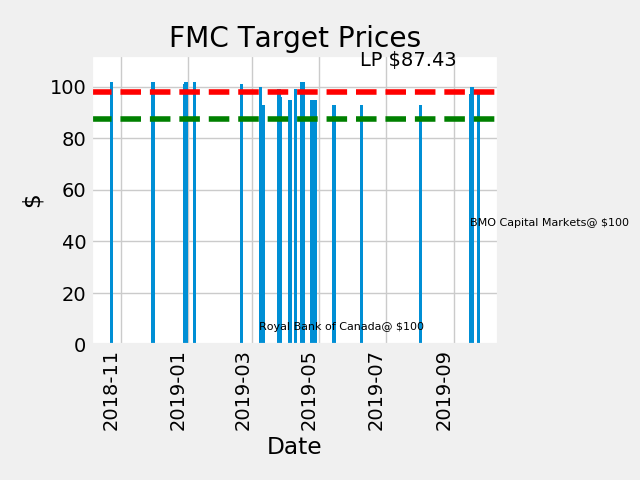 FMC Target Prices
LP $87.43
100
80
60
40
20
0
$
BMO Capital Markets@ $100
Royal Bank of Canada@ $100
2018-11
2019-01
2019-03
2019-05
2019-07
2019-09
Date